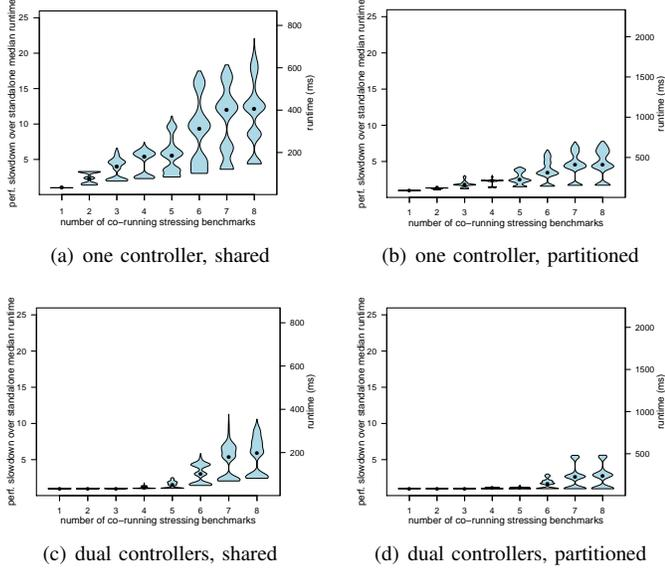 perf. slowdown over standalone median runtime
25
20
15
10
5
800
600
400
200
runtime (ms)
1 2 3 4 5 6 7 8
number of co−running stressing benchmarks
(a) one controller, shared
perf. slowdown over standalone median runtime
25
20
15
10
5
2000
1500
1000
500
runtime (ms)
1 2 3 4 5 6 7 8
number of co−running stressing benchmarks
(b) one controller, partitioned
perf. slowdown over standalone median runtime
25
20
15
10
5
800
600
400
200
runtime (ms)
1 2 3 4 5 6 7 8
number of co−running stressing benchmarks
(c) dual controllers, shared
perf. slowdown over standalone median runtime
25
20
15
10
5
2000
1500
1000
500
runtime (ms)
1 2 3 4 5 6 7 8
number of co−running stressing benchmarks
(d) dual controllers, partitioned